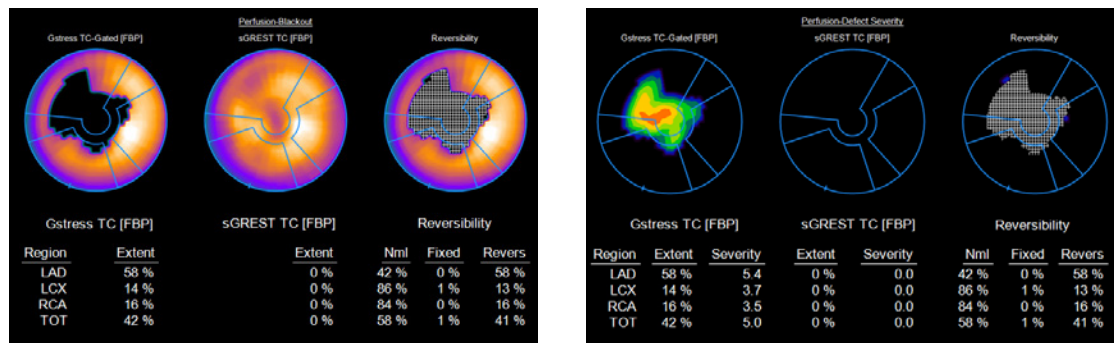 Perfusion-Blackout
Gstress TC-Gated [FBP] sGREST TC [FBP] Reversibility
Gstress TC [FBP] sGREST TC [FBP] Reversibility
Region Extent Extent Nml Fixed Revers
LAD 58 % 0 % 42 % 0 % 58 %
LCX 14 % 0 % 86 % 1 % 13 %
RCA 16 % 0 % 84 % 0 % 16 %
TOT 42 % 0 % 58 % 1 % 41 %
Perfusion-Defect Severity
Gstress TC-Gated [FBP] sGREST TC [FBP] Reversibility
Gstress TC [FBP] sGREST TC [FBP] Reversibility
Region Extent Severity Extent Severity Nml Fixed Revers
LAD 58 % 5.4 0 % 0.0 42 % 0 % 58 %
LCX 14 % 3.7 0 % 0.0 86 % 1 % 13 %
RCA 16 % 3.5 0 % 0.0 84 % 0 % 16 %
TOT 42 % 5.0 0 % 0.0 58 % 1 % 41 %